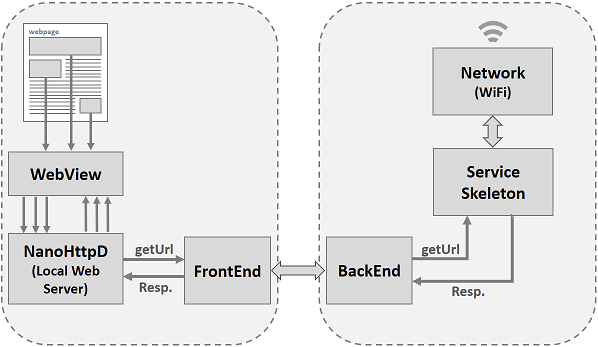 webpage
WebView
NanoHttpD
(Local Web
Server)
getUrl
Resp.
FrontEnd
BackEnd
getUrl
Resp.
Service
Skeleton
Network
(WiFi)